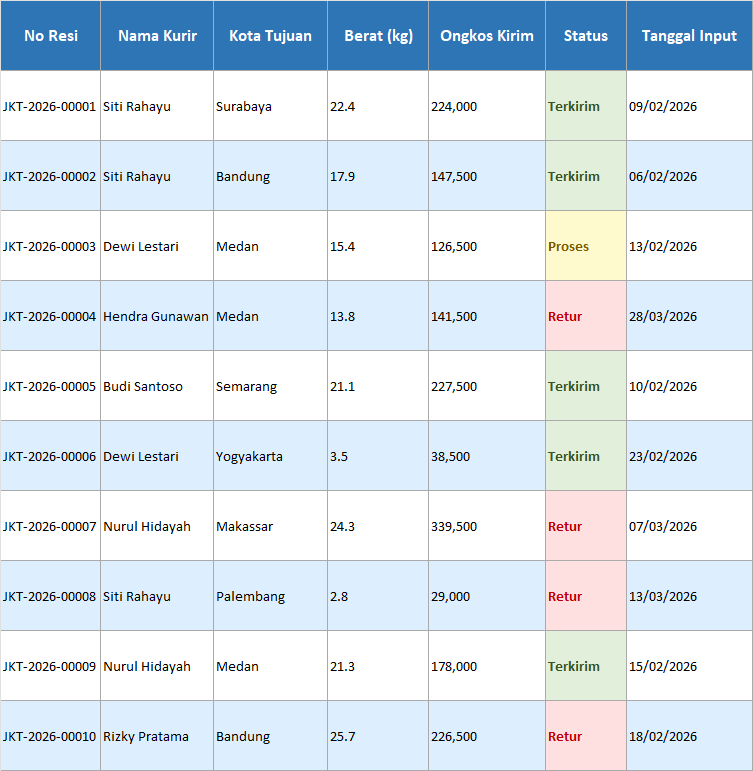 No Resi Nama Kurir Kota Tujuan Berat (kg) Ongkos Kirim Status Tanggal Input
JKT-2026-00001 Siti Rahayu Surabaya 22.4 224,000 Terkirim 09/02/2026
JKT-2026-00002 Siti Rahayu Bandung 17.9 147,500 Terkirim 06/02/2026
JKT-2026-00003 Dewi Lestari Medan 15.4 126,500 Proses 13/02/2026
JKT-2026-00004 Hendra Gunawan Medan 13.8 141,500 Retur 28/03/2026
JKT-2026-00005 Budi Santoso Semarang 21.1 227,500 Terkirim 10/02/2026
JKT-2026-00006 Dewi Lestari Yogyakarta 3.5 38,500 Terkirim 23/02/2026
JKT-2026-00007 Nurul Hidayah Makassar 24.3 339,500 Retur 07/03/2026
JKT-2026-00008 Siti Rahayu Palembang 2.8 29,000 Retur 13/03/2026
JKT-2026-00009 Nurul Hidayah Medan 21.3 178,000 Terkirim 15/02/2026
JKT-2026-00010 Rizky Pratama Bandung 25.7 226,500 Retur 18/02/2026